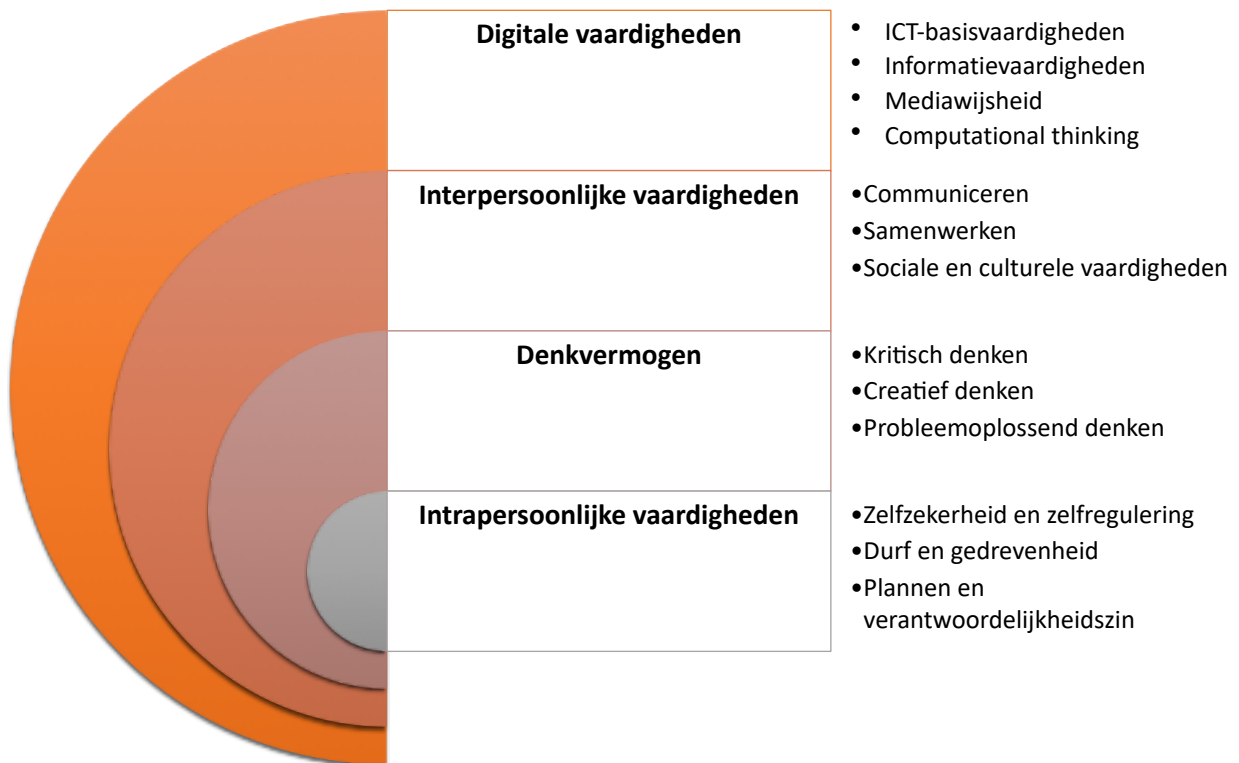 Digitale vaardigheden
• ICT-basisvaardigheden
• Informatievaardigheden
• Mediawijsheid
• Computational thinking
Interpersoonlijke vaardigheden
•Communiceren
•Samenwerken
•Sociale en culturele vaardigheden
Denkvermogen
•Kritisch denken
•Creatief denken
•Probleemoplossend denken
Intrapersoonlijke vaardigheden
•Zelfzekerheid en zelfregulering
•Durf en gedrevenheid
•Plannen en
verantwoordelijkheidszin